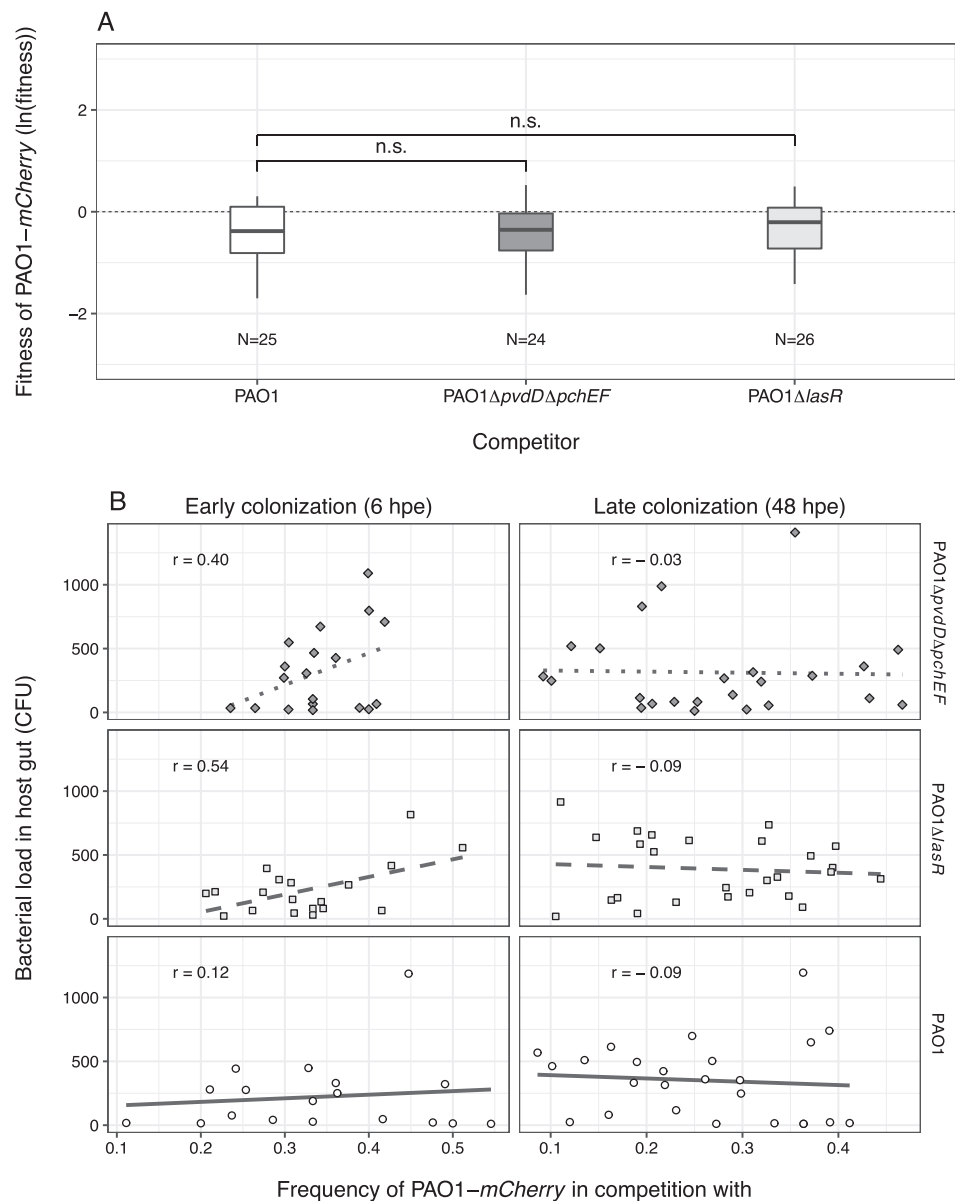 A
Fitness of PAO1−mCherry (ln(fitness))
2
0
−2
n.s.
n.s.
N=25
N=24
N=26
PAO1
PAO1ΔpvdDΔpchEF
PAO1ΔlasR
Competitor
B
Early colonization (6 hpe)
Late colonization (48 hpe)
Bacterial load in host gut (CFU)
1000
500
0
r = 0.40
r = − 0.03
PAO1ΔpvdDΔpchEF
1000
500
0
r = 0.54
r = − 0.09
PAO1ΔlasR
1000
500
0
r = 0.12
r = − 0.09
PAO1
0.1 0.2 0.3 0.4 0.5
0.1 0.2 0.3 0.4
Frequency of PAO1−mCherry in competition with